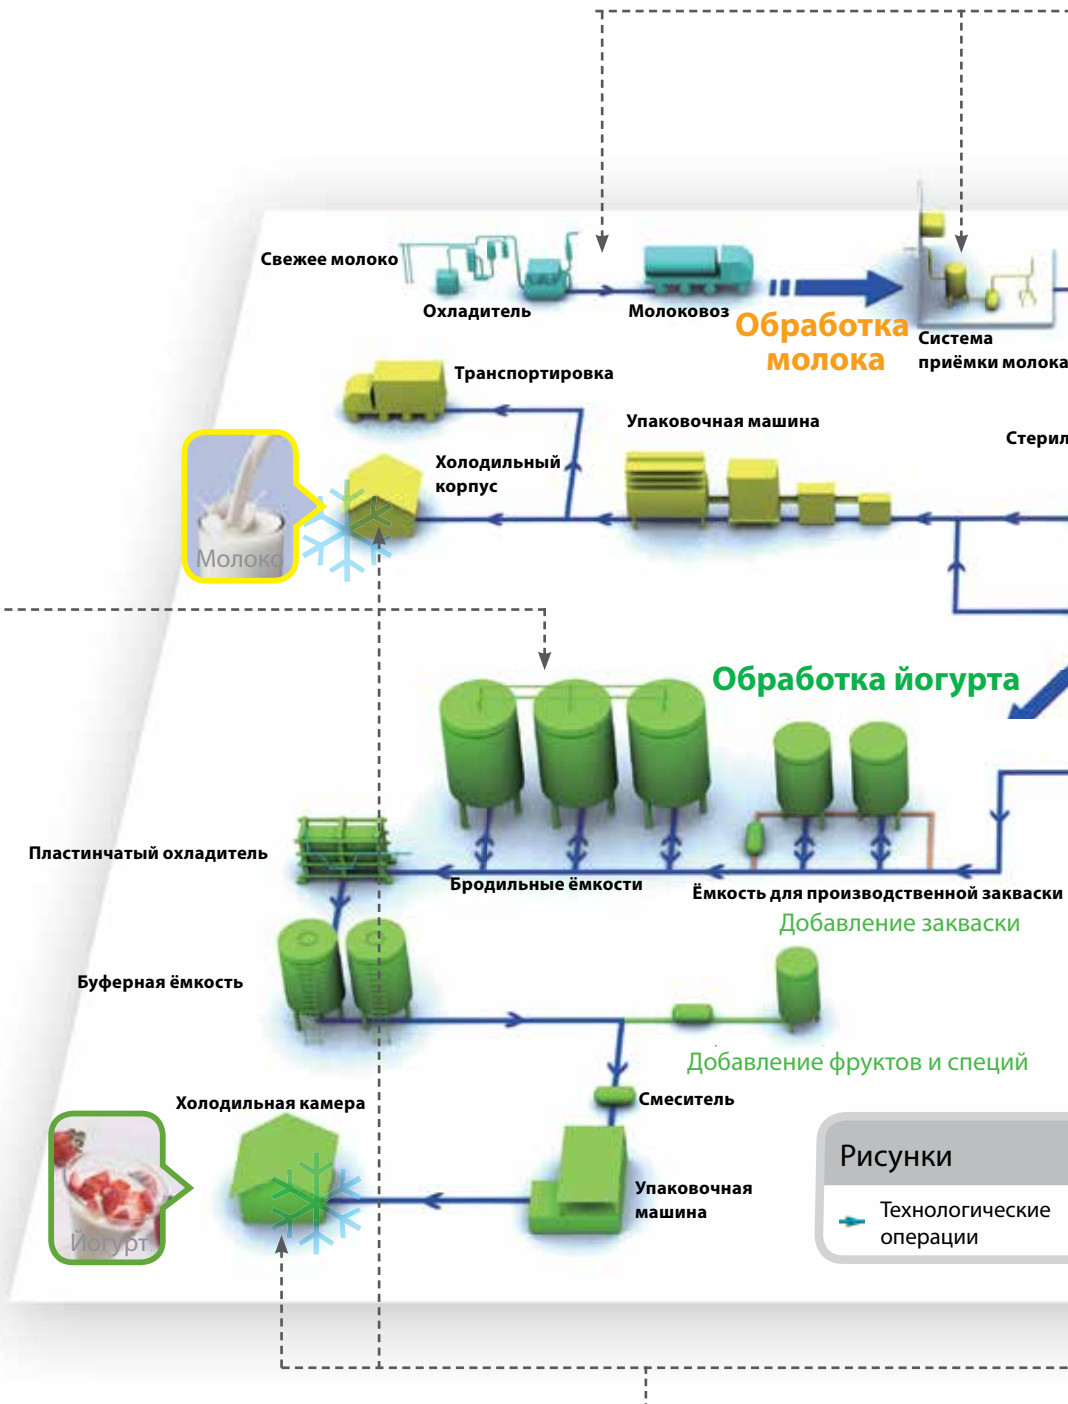 Свежее молоко
Охладитель
Молоковоз
Обработка
молока
Система
приёмки молока
Транспортировка
Упаковочная машина
Холодильный
корпус
Стерил
Молоко
Обработка йогурта
Пластинчатый охладитель
Бродильные ёмкости
Ёмкость для производственной закваски
Добавление закваски
Буферная ёмкость
Добавление фруктов и специй
Смеситель
Холодильная камера
Упаковочная
машина
Йогурт
Рисунки
Технологические
операции